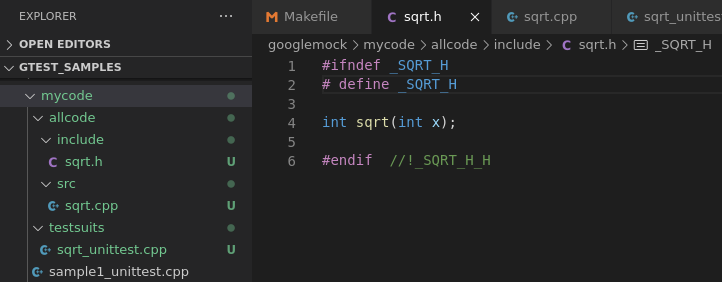 EXPLORER ···
OPEN EDITORS
GTEST_SAMPLES
mycode
allcode
include
C sqrt.h U
src
sqrt.cpp U
testsuits
sqrt_unittest.cpp U
sample1_unittest.cpp
Makefile C sqrt.h × sqrt.cpp sqrt_unittes
googlemock > mycode > allcode > include > C sqrt.h > _SQRT_H
1 #ifndef _SQRT_H
2 # define _SQRT_H
3
4 int sqrt(int x);
5
6 #endif //!_SQRT_H_H